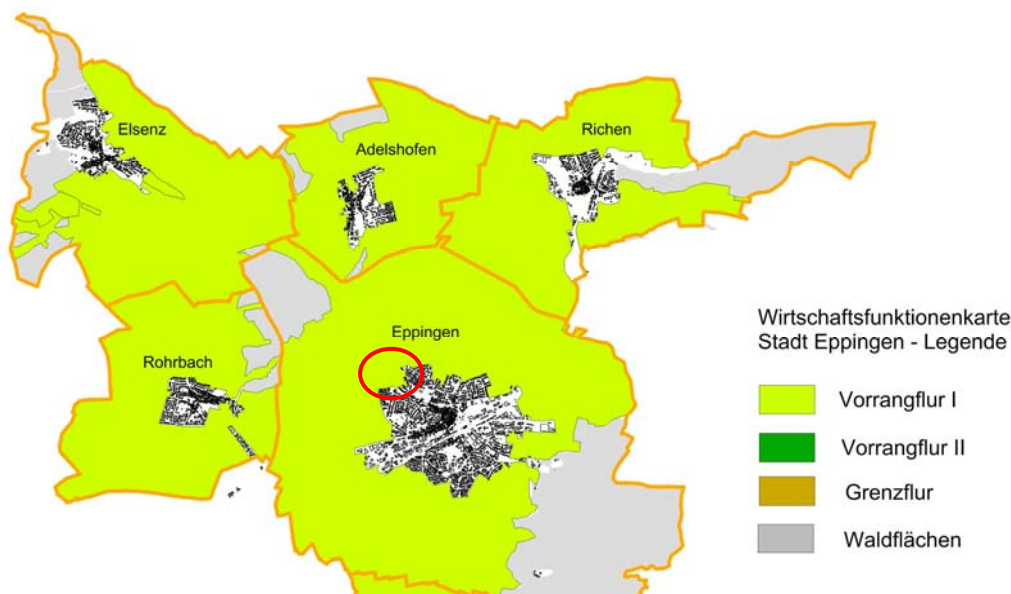 Elsenz
Adelshofen
Richen
Eppingen
Rohrbach
Wirtschaftsfunktionenkarte
Stadt Eppingen - Legende
Vorrangflur I
Vorrangflur II
Grenzflur
Waldflächen